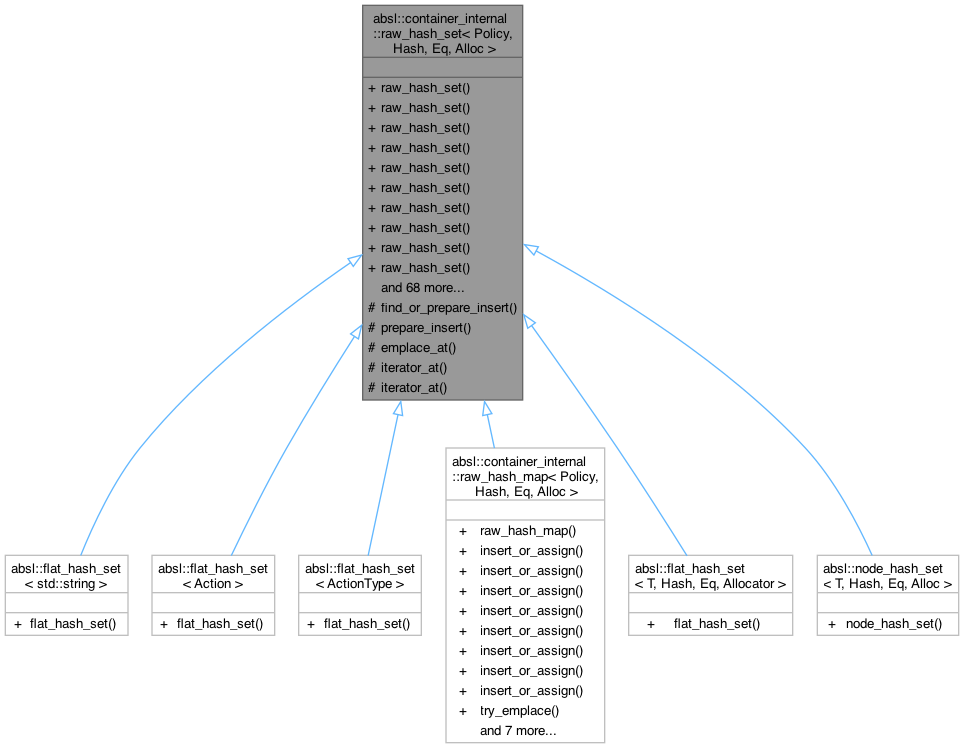 absl::container_internal
::raw_hash_set< Policy,
Hash, Eq, Alloc >
+ raw_hash_set()
+ raw_hash_set()
+ raw_hash_set()
+ raw_hash_set()
+ raw_hash_set()
+ raw_hash_set()
+ raw_hash_set()
+ raw_hash_set()
+ raw_hash_set()
+ raw_hash_set()
and 68 more...
# find_or_prepare_insert()
# prepare_insert()
# emplace_at()
# iterator_at()
# iterator_at()
absl::flat_hash_set
< std::string >
+ flat_hash_set()
absl::flat_hash_set
< Action >
+ flat_hash_set()
absl::flat_hash_set
< ActionType >
+ flat_hash_set()
absl::container_internal
::raw_hash_map< Policy,
Hash, Eq, Alloc >
+ raw_hash_map()
+ insert_or_assign()
+ insert_or_assign()
+ insert_or_assign()
+ insert_or_assign()
+ insert_or_assign()
+ insert_or_assign()
+ insert_or_assign()
+ insert_or_assign()
+ try_emplace()
and 7 more...
absl::flat_hash_set
< T, Hash, Eq, Allocator >
+ flat_hash_set()
absl::node_hash_set
< T, Hash, Eq, Alloc >
+ node_hash_set()